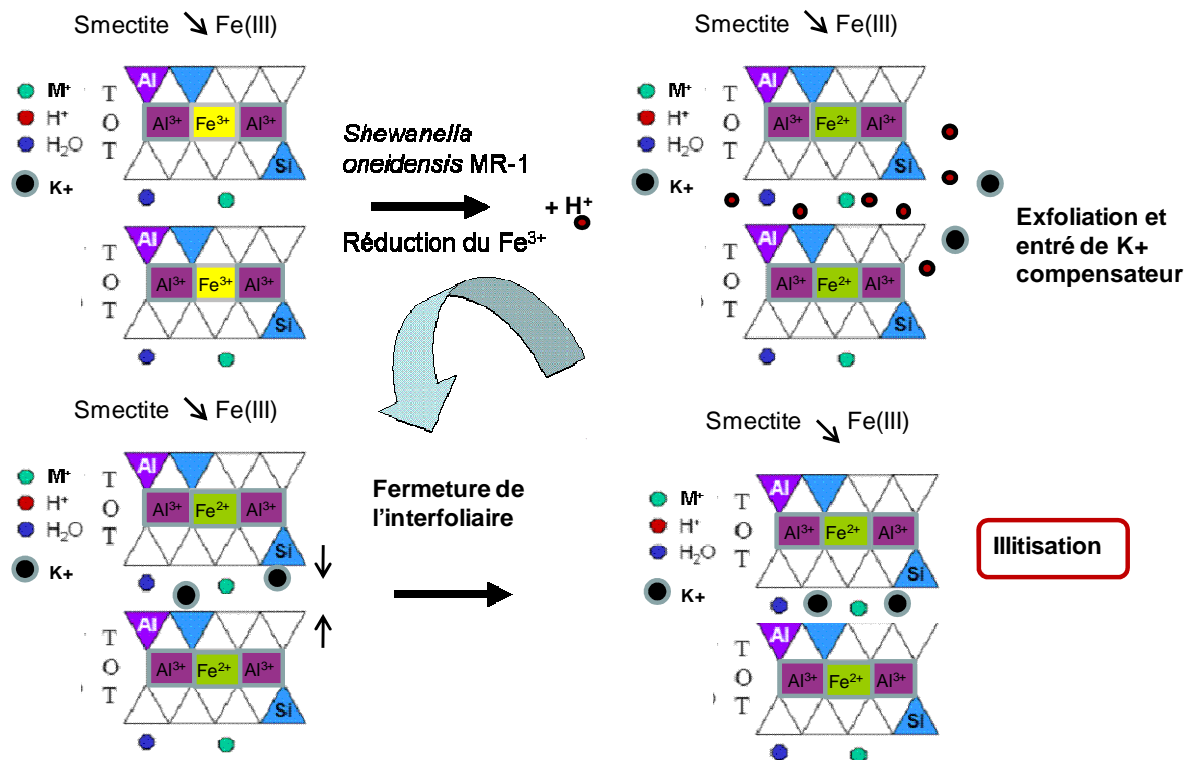 Smectite ↘ Fe(III)
M⁺
H⁺
H₂O
K+
T
O
T
Al
Al³⁺ Fe³⁺ Al³⁺
Si
Al
T
O
T
Al³⁺ Fe³⁺ Al³⁺
Si
Shewanella
oneidensis MR-1
+ H⁺
Réduction du Fe³⁺
Smectite ↘ Fe(III)
M⁺
H⁺
H₂O
K+
T
O
T
Al
Al³⁺ Fe²⁺ Al³⁺
Si
Al
T
O
T
Al³⁺ Fe²⁺ Al³⁺
Si
Exfoliation et
entré de K+
compensateur
Smectite ↘ Fe(III)
M⁺
H⁺
H₂O
K+
T
O
T
Al
Al³⁺ Fe²⁺ Al³⁺
Si
Al
T
O
T
Al³⁺ Fe²⁺ Al³⁺
Si
Fermeture de
l'interfoliaire
Smectite ↘ Fe(III)
M⁺
H⁺
H₂O
K+
T
O
T
Al
Al³⁺ Fe²⁺ Al³⁺
Si
Al
T
O
T
Al³⁺ Fe²⁺ Al³⁺
Si
Illitisation